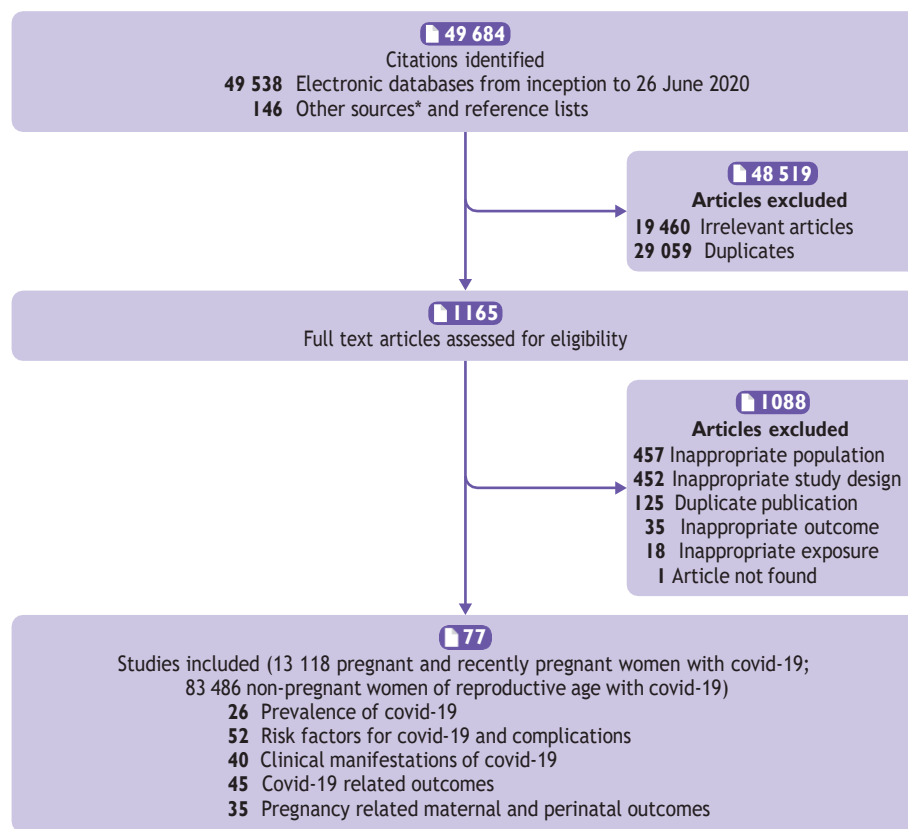 49 684
Citations identified
49 538 Electronic databases from inception to 26 June 2020
146 Other sources* and reference lists
48 519
Articles excluded
19 460 Irrelevant articles
29 059 Duplicates
1165
Full text articles assessed for eligibility
1088
Articles excluded
457 Inappropriate population
452 Inappropriate study design
125 Duplicate publication
35 Inappropriate outcome
18 Inappropriate exposure
1 Article not found
77
Studies included (13 118 pregnant and recently pregnant women with covid-19;
83 486 non-pregnant women of reproductive age with covid-19)
26 Prevalence of covid-19
52 Risk factors for covid-19 and complications
40 Clinical manifestations of covid-19
45 Covid-19 related outcomes
35 Pregnancy related maternal and perinatal outcomes